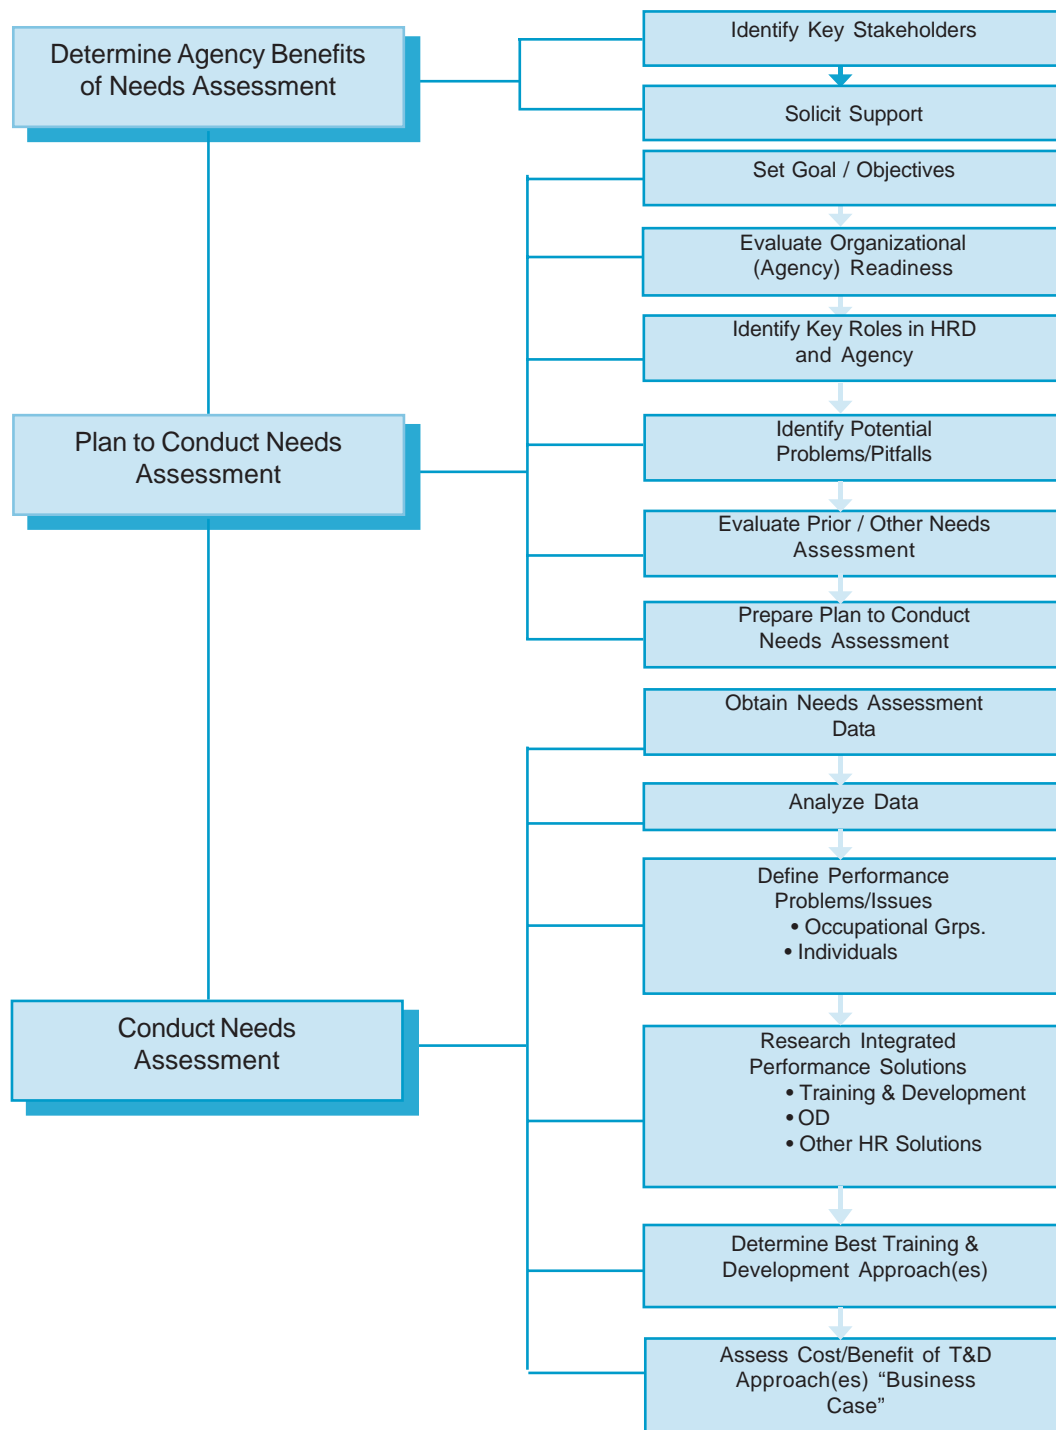 Determine Agency Benefits
of Needs Assessment
Identify Key Stakeholders
Solicit Support
Plan to Conduct Needs
Assessment
Set Goal / Objectives
Evaluate Organizational
(Agency) Readiness
Identify Key Roles in HRD
and Agency
Identify Potential
Problems/Pitfalls
Evaluate Prior / Other Needs
Assessment
Prepare Plan to Conduct
Needs Assessment
Conduct Needs
Assessment
Obtain Needs Assessment
Data
Analyze Data
Define Performance
Problems/Issues
• Occupational Grps.
• Individuals
Research Integrated
Performance Solutions
• Training & Development
• OD
• Other HR Solutions
Determine Best Training &
Development Approach(es)
Assess Cost/Benefit of T&D
Approach(es) “Business
Case”